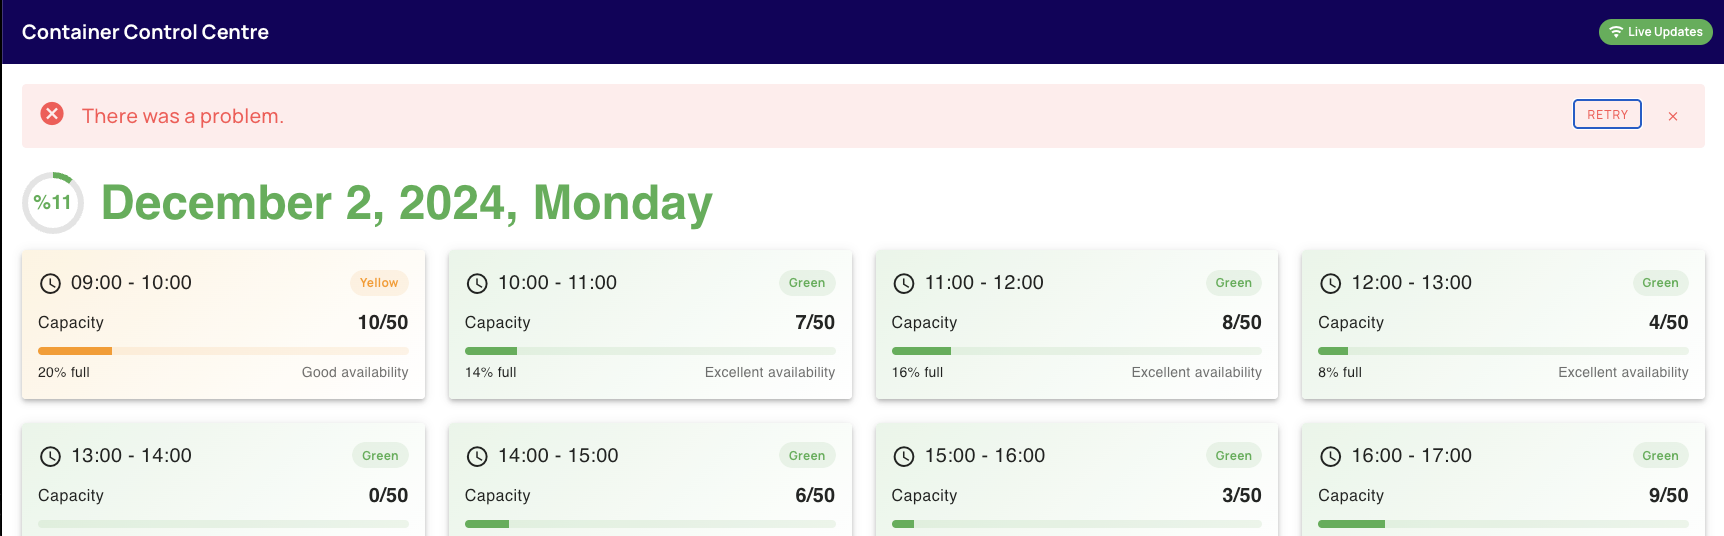 Container Control Centre
Live Updates
There was a problem.
RETRY
×
%11
December 2, 2024, Monday
09:00 - 10:00
Yellow
Capacity
10/50
20% full
Good availability
10:00 - 11:00
Green
Capacity
7/50
14% full
Excellent availability
11:00 - 12:00
Green
Capacity
8/50
16% full
Excellent availability
12:00 - 13:00
Green
Capacity
4/50
8% full
Excellent availability
13:00 - 14:00
Green
Capacity
0/50
14:00 - 15:00
Green
Capacity
6/50
15:00 - 16:00
Green
Capacity
3/50
16:00 - 17:00
Green
Capacity
9/50